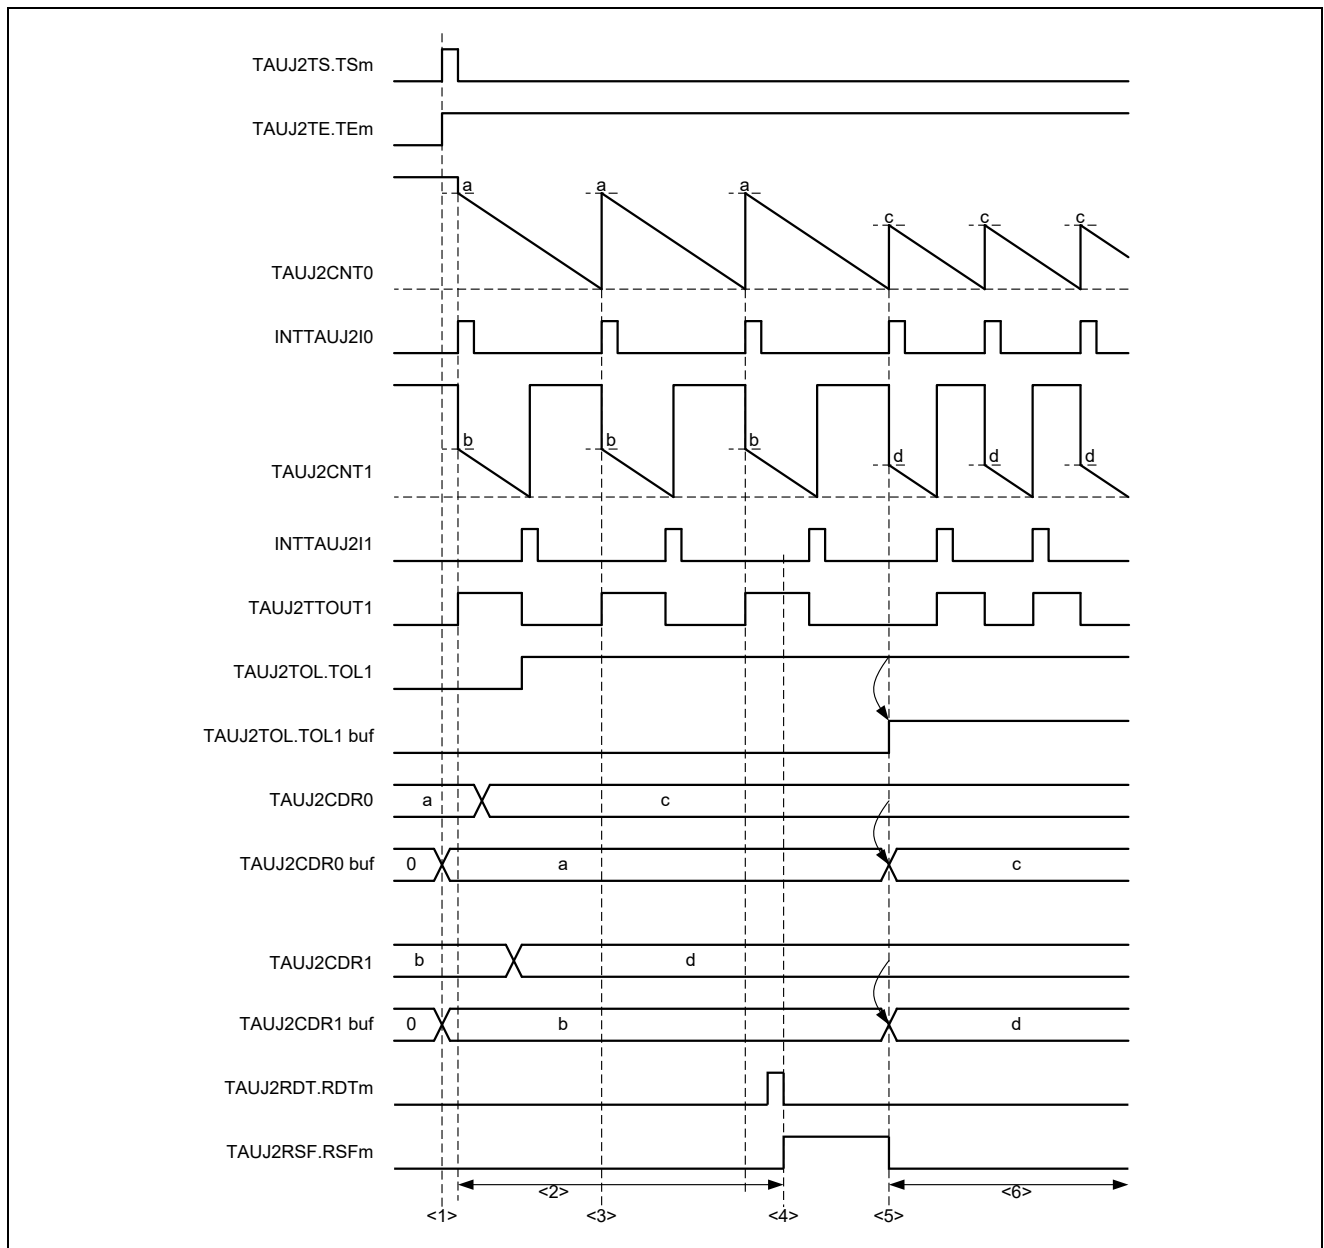 TAUJ2TS.TSm
TAUJ2TE.TEm
a
a
a
c
c
c
TAUJ2CNT0
INTTAUJ2I0
b
b
b
d
d
d
TAUJ2CNT1
INTTAUJ2I1
TAUJ2TTOUT1
TAUJ2TOL.TOL1
TAUJ2TOL.TOL1 buf
TAUJ2CDR0
a
c
TAUJ2CDR0 buf
0
a
c
TAUJ2CDR1
b
d
TAUJ2CDR1 buf
0
b
d
TAUJ2RDT.RDTm
TAUJ2RSF.RSFm
<2>
<6>
<1>
<3>
<4>
<5>